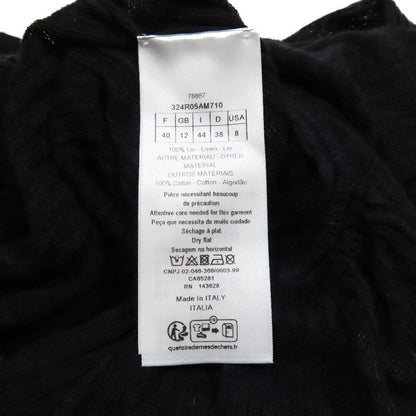 78867
324R05AM710
F GB I D USA
40 12 44 38 8
100% Lin - Linen - Lin
AUTRE MATERIAU - OTHER
MATERIAL
OUTROS MATERIAIS
100% Coton - Cotton - Algodão
Pièce nécessitant beaucoup
de précaution
Attentive care needed for this garment
Peça que necessita de muito cuidado
Séchage à plat
Dry flat
Secagem na horizontal
CNPJ 02-046-308/0003-99
CA65281
RN 143628
Made in ITALY
ITALIA
FR
quefairedemesdechets.fr